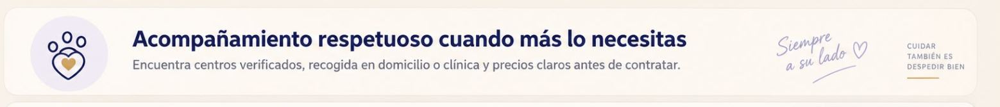 Acompañamiento respetuoso cuando más lo necesitas
Encuentra centros verificados, recogida en domicilio o clínica y precios claros antes de contratar.
Siempre
a su lado
CUIDAR
TAMBIÉN ES
DESPEDIR BIEN